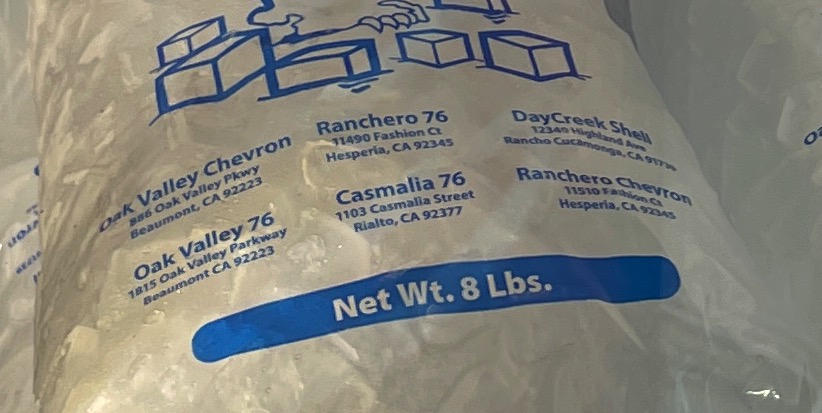 Oak Valley Chevron
886 Oak Valley Pkwy
Beaumont, CA 92223
Ranchero 76
11490 Fashion Ct
Hesperia, CA 92345
DayCreek Shell
12349 Highland Ave
Rancho Cucamonga, CA
Oak Valley 76
1815 Oak Valley Parkway
Beaumont CA 92223
Casmalia 76
1103 Casmalia Street
Rialto, CA 92377
Ranchero Chevron
11510 Fashion Ct
Hesperia, CA 92345
Net Wt. 8 Lbs.